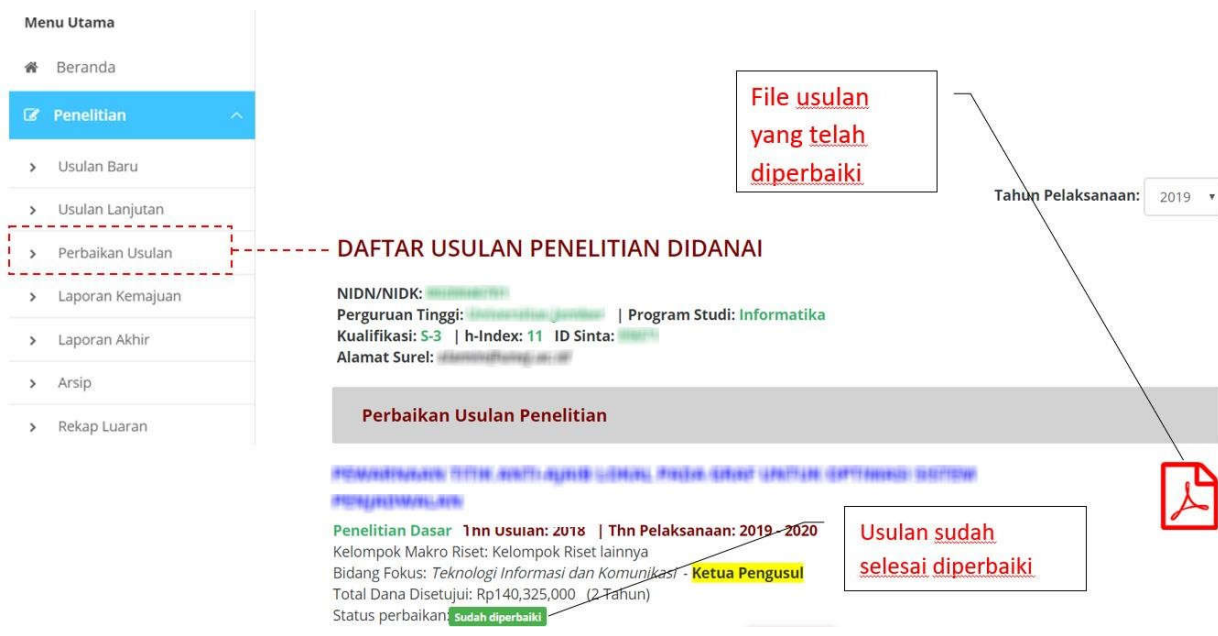 Menu Utama
Beranda
Penelitian
Usulan Baru
Usulan Lanjutan
Perbaikan Usulan
Laporan Kemajuan
Laporan Akhir
Arsip
Rekap Luaran
File usulan
yang telah
diperbaiki
Tahun Pelaksanaan: 2019
DAFTAR USULAN PENELITIAN DIDANAI
NIDN/NIDK:
Perguruan Tinggi: | Program Studi: Informatika
Kualifikasi: S-3 | h-Index: 11 ID Sinta:
Alamat Surel:
Perbaikan Usulan Penelitian
Penelitian Dasar Thn Usulan: 2018 | Thn Pelaksanaan: 2019 - 2020
Kelompok Makro Riset: Kelompok Riset lainnya
Bidang Fokus: Teknologi Informasi dan Komunikasi - Ketua Pengusul
Total Dana Disetujui: Rp140,325,000 (2 Tahun)
Status perbaikan: Sudah diperbaiki
Usulan sudah
selesai diperbaiki